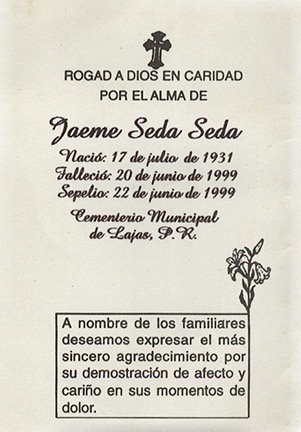 ROGAD A DIOS EN CARIDAD
POR EL ALMA DE
Jaeme Seda Seda
Nació: 17 de julio de 1931
Falleció: 20 de junio de 1999
Sepelio: 22 de junio de 1999
Cementerio Municipal
de Lajas, P.R.
A nombre de los familiares
deseamos expresar el más
sincero agradecimiento por
su demostración de afecto y
cariño en sus momentos de
dolor.